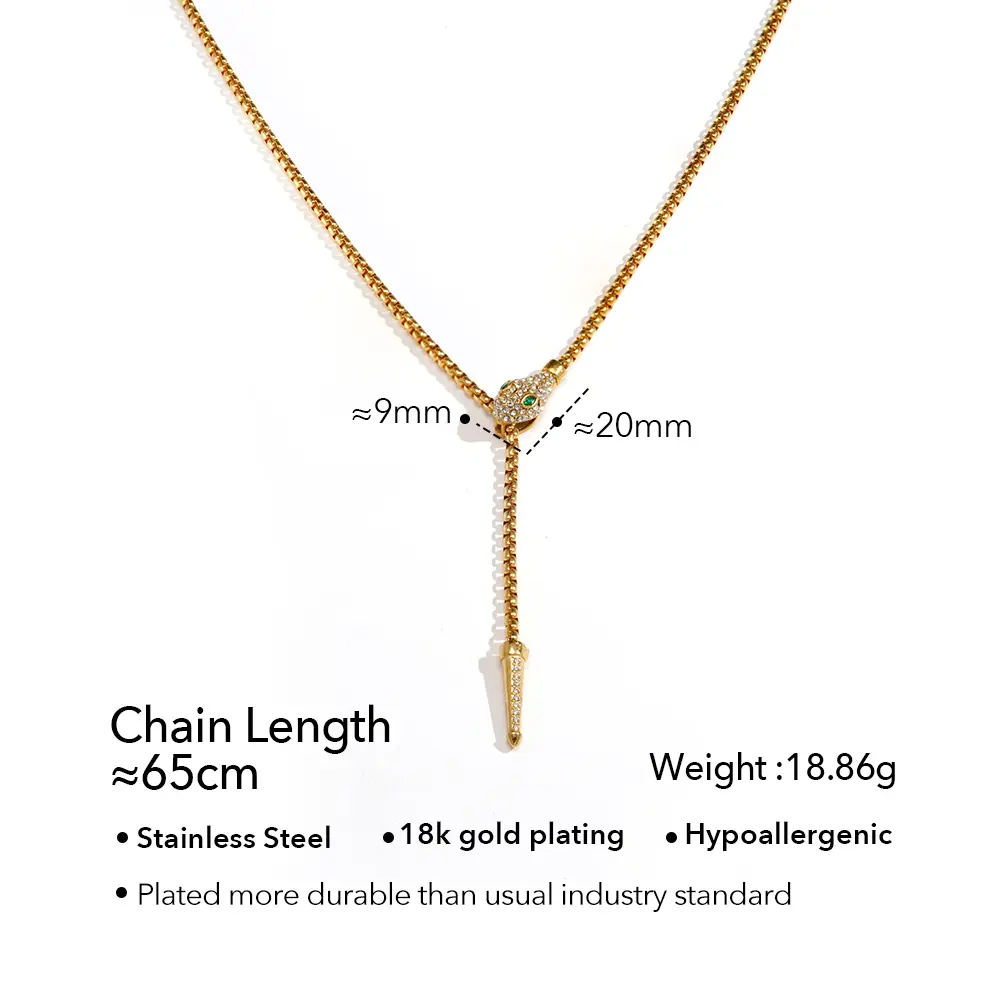 ≈9mm
≈20mm
Chain Length
≈65cm
Weight :18.86g
• Stainless Steel
• 18k gold plating
• Hypoallergenic
• Plated more durable than usual industry standard